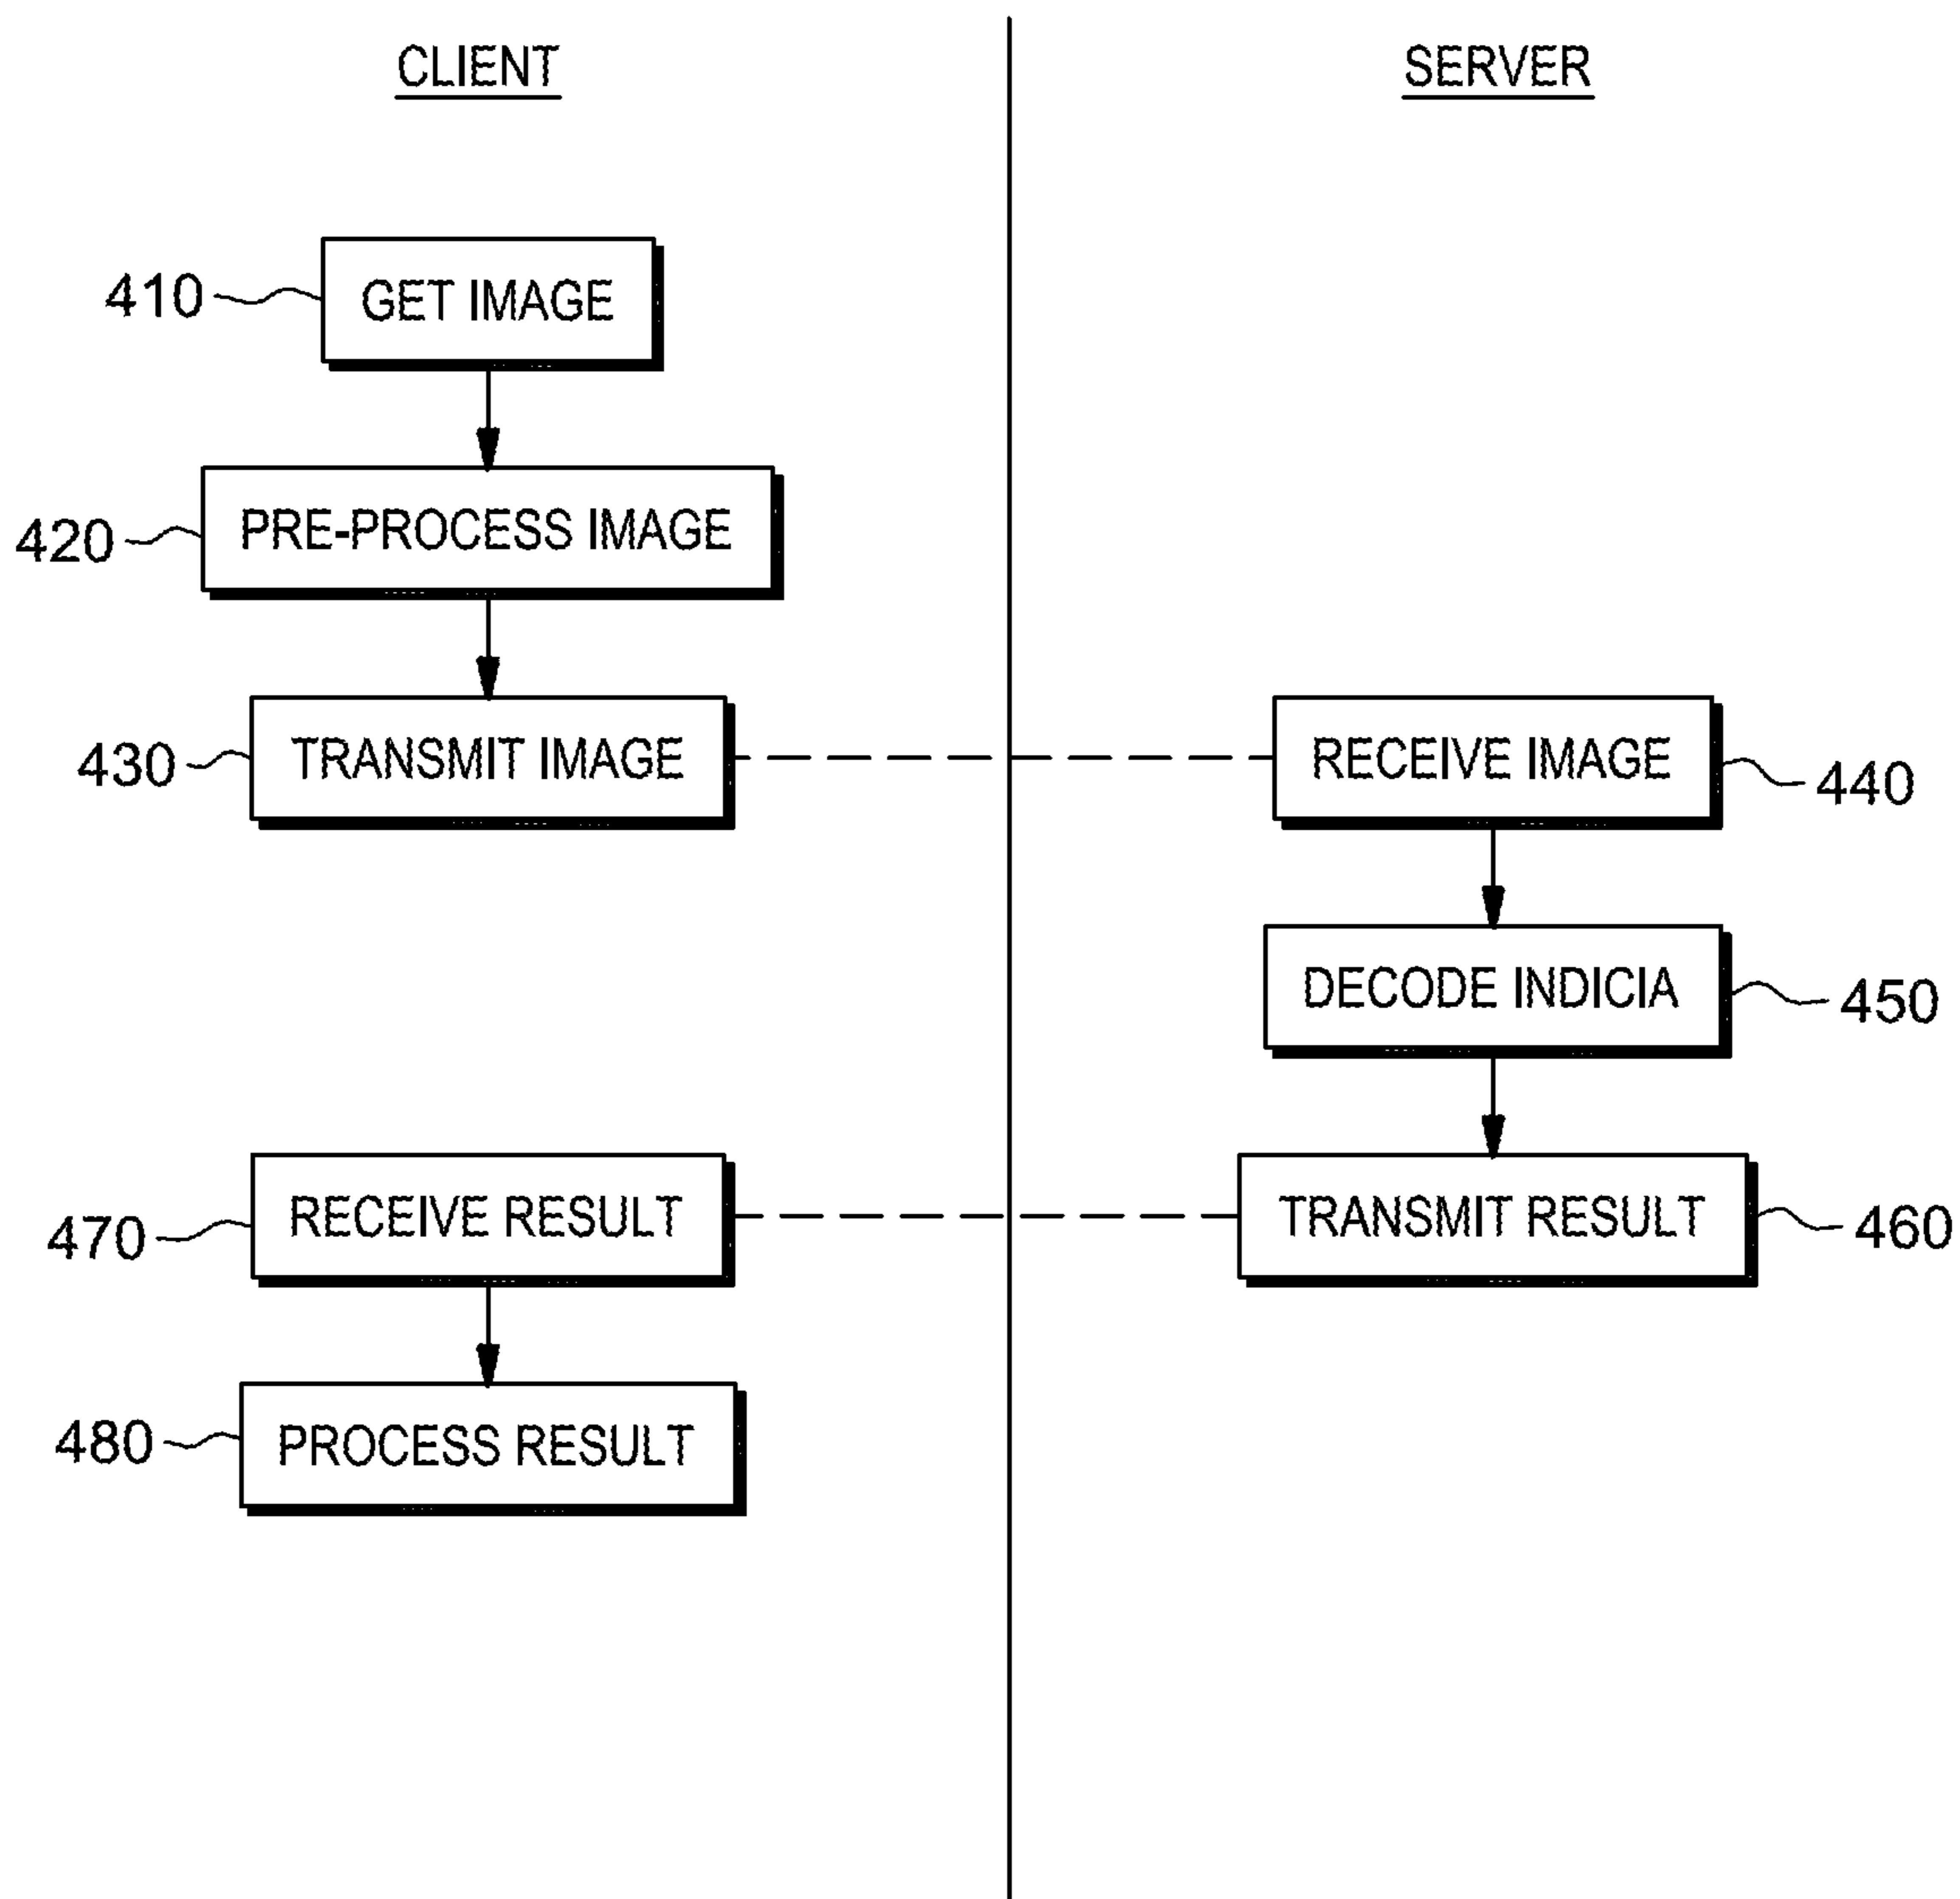 CLIENT
SERVER
410
GET IMAGE
420
PRE-PROCESS IMAGE
430
TRANSMIT IMAGE
RECEIVE IMAGE
440
DECODE INDICIA
450
470
RECEIVE RESULT
TRANSMIT RESULT
460
480
PROCESS RESULT